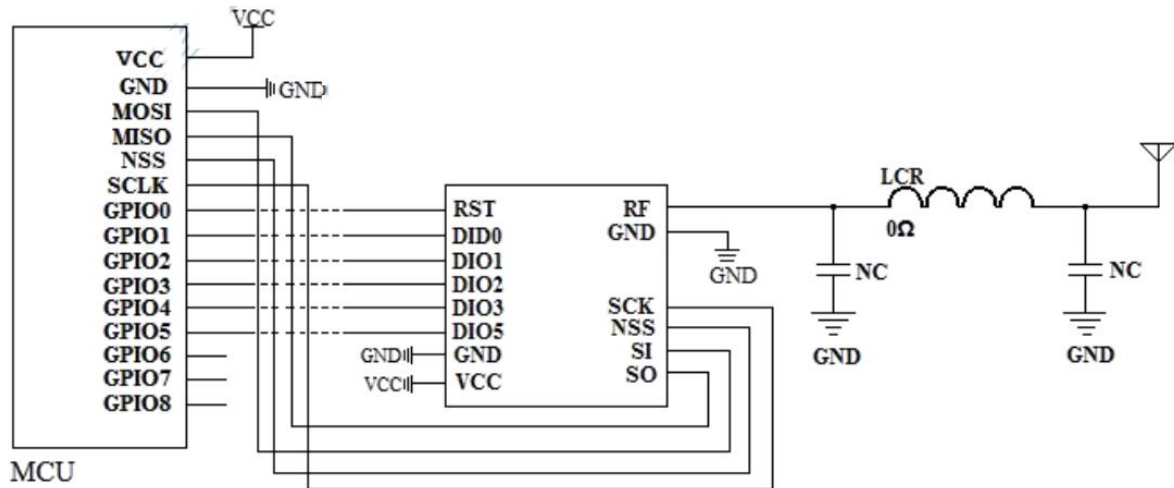 VCC
VCC
GND
GND
MOSI
MISO
NSS
SCLK
GPIO0
GPIO1
GPIO2
GPIO3
GPIO4
GPIO5
GPIO6
GPIO7
GPIO8
MCU
RST
DID0
DIO1
DIO2
DIO3
DIO5
GND
GND
VCC
VCC
RF
GND
GND
SCK
NSS
SI
SO
LCR
0Ω
NC
GND
NC
GND